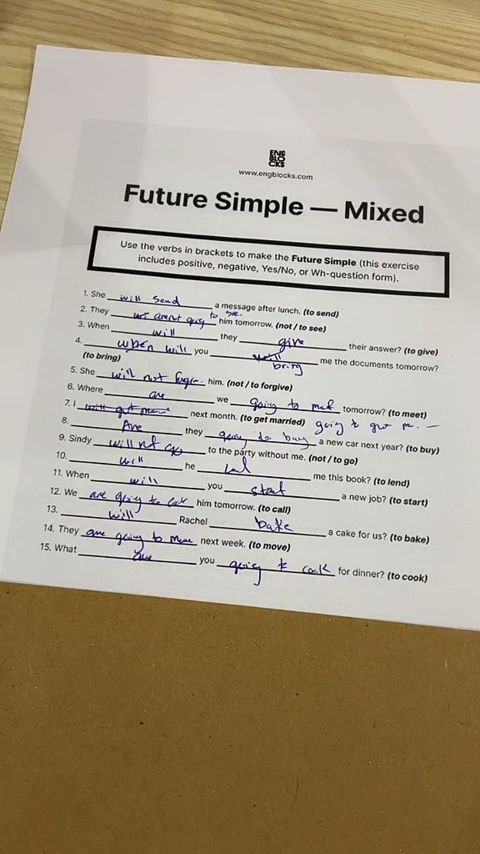 ENG BLO CKS
www.engblocks.com
Future Simple — Mixed
Use the verbs in brackets to make the Future Simple (this exercise
includes positive, negative, Yes/No, or Wh-question form).
1. She will send a message after lunch. (to send)
2. They are not going to see him tomorrow. (not / to see)
3. When will they give their answer? (to give)
4. when will you bring me the documents tomorrow?
(to bring)
5. She will not him. (not / to forgive)
6. Where are we going to meet tomorrow? (to meet)
7. I next month. (to get married) going to get
8. Are they going to buy a new car next year? (to buy)
9. Sindy will not go to the party without me. (not / to go)
10. will he me this book? (to lend)
11. When will you start a new job? (to start)
12. We are going to him tomorrow. (to call)
13. will Rachel bake a cake for us? (to bake)
14. They are going to move next week. (to move)
15. What you going to cook for dinner? (to cook)